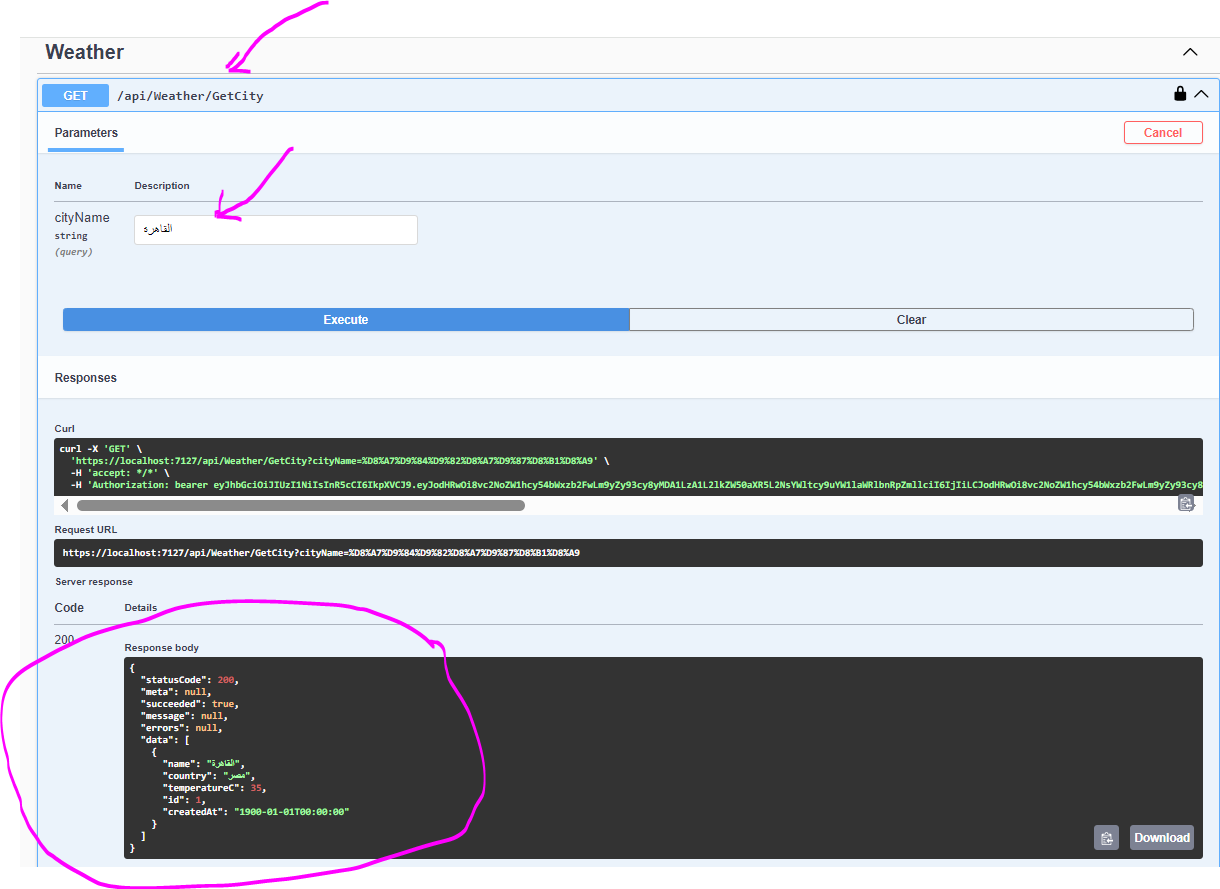 Weather
GET /api/Weather/GetCity
Parameters
Cancel
Name Description
cityName
string
(query)
القاهرة
Execute Clear
Responses
Curl
curl -X 'GET' \
'https://localhost:7127/api/Weather/GetCity?cityName=%D8%A7%D9%84%D9%82%D8%A7%D9%87%D8%B1%D8%A9' \
-H 'accept: */*' \
-H 'Authorization: bearer
Request URL
https://localhost:7127/api/Weather/GetCity?cityName=%D8%A7%D9%84%D9%82%D8%A7%D9%87%D8%B1%D8%A9
Server response
Code Details
200
Response body
{
"statusCode": 200,
"meta": null,
"succeeded": true,
"message": null,
"errors": null,
"data": [
{
"name": "القاهرة",
"country": "مصر",
"temperatureC": 35,
"id": 1,
"createdAt": "1900-01-01T00:00:00"
}
]
}
Download